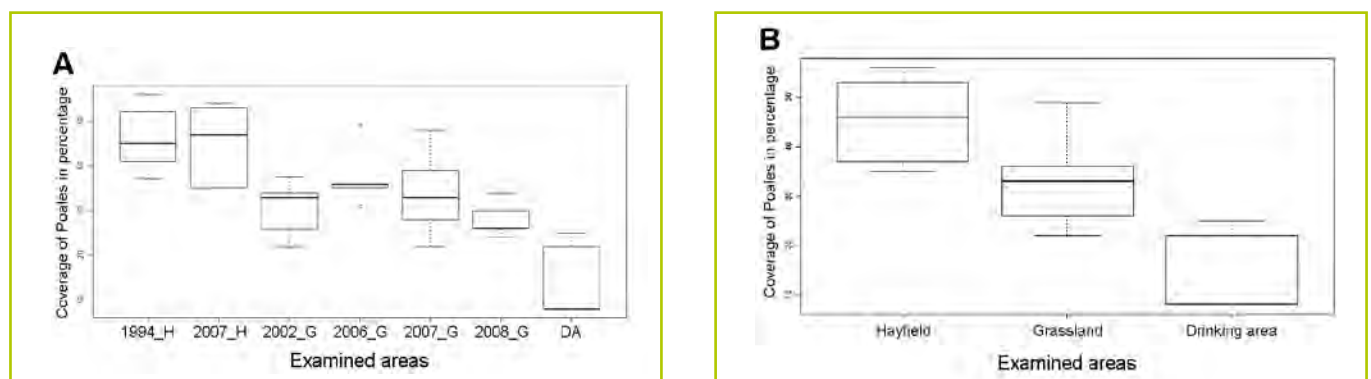 A
Coverage of Poales in percentage
20
1994_H 2007_H 2002_G 2006_G 2007_G 2008_G DA
Examined areas
B
Coverage of Poales in percentage
Hayfield Grassland Drinking area
Examined areas